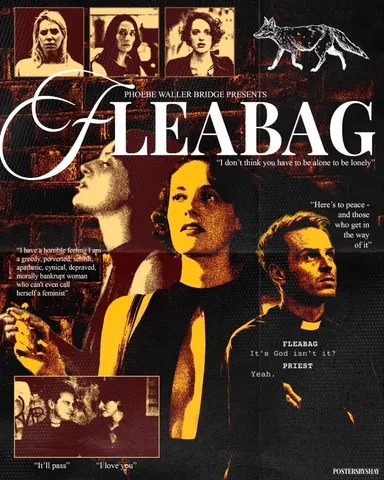 PHOEBE WALLER BRIDGE PRESENTS
FLEABAG
"I don't think you have to be alone to be lonely"
"Here's to peace -
and those
who get in
the way
of it"
"I have a horrible feeling I am
a greedy, perverted, selfish,
apathetic, cynical, depraved,
morally bankrupt woman
who can't even call
herself a feminist"
FLEABAG
It's God isn't it?
PRIEST
Yeah.
"It'll pass" "I love you"
POSTERSBYSHAY